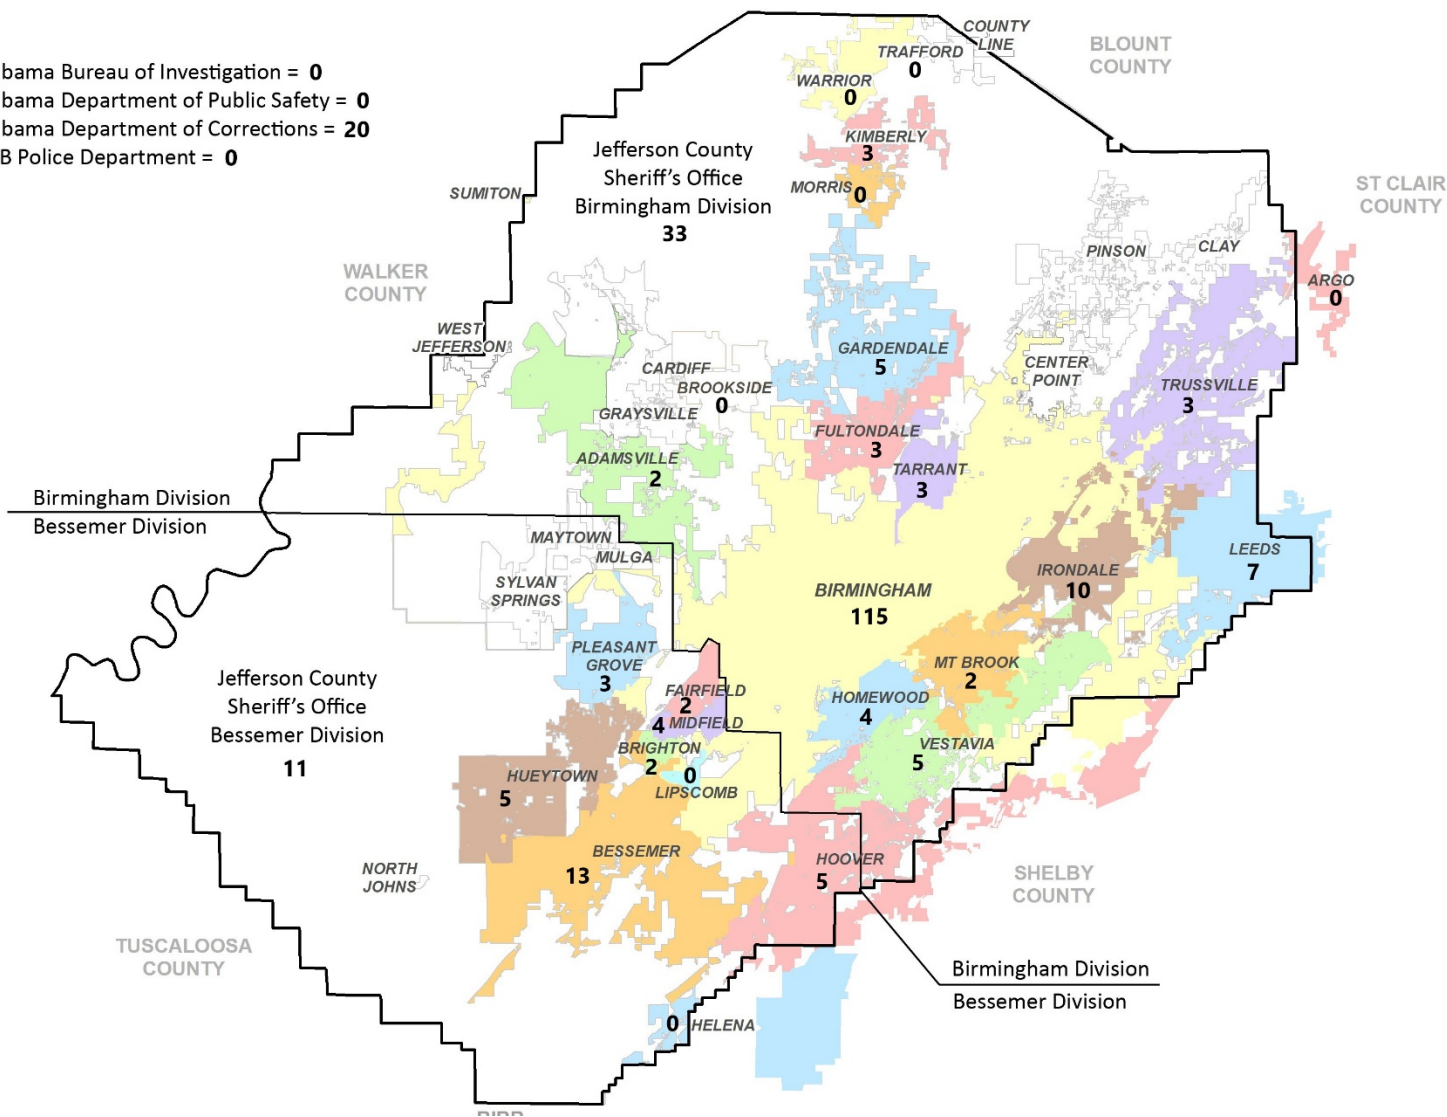 bama Bureau of Investigation = 0
bama Department of Public Safety = 0
bama Department of Corrections = 20
B Police Department = 0
COUNTY
LINE
BLOUNT
COUNTY
TRAFFORD
0
WARRIOR
0
KIMBERLY
3
MORRIS
0
Jefferson County
Sheriff's Office
Birmingham Division
33
SUMITON
ST CLAIR
COUNTY
PINSON
CLAY
ARGO
0
WALKER
COUNTY
WEST
JEFFERSON
GARDENDALE
5
CARDIFF
BROOKSIDE
0
GRAYSVILLE
CENTER
POINT
TRUSSVILLE
3
FULTONDALE
3
ADAMSVILLE
2
TARRANT
3
Birmingham Division
Bessemer Division
MAYTOWN
MULGA
SYLVAN
SPRINGS
LEEDS
7
IRONDALE
10
BIRMINGHAM
115
PLEASANT
GROVE
3
MT BROOK
2
Jefferson County
Sheriff's Office
Bessemer Division
11
FAIRFIELD
2
4 MIDFIELD
HOMEWOOD
4
BRIGHTON
2
VESTAVIA
5
0
LIPSCOMB
HUEYTOWN
5
BESSEMER
13
HOOVER
5
NORTH
JOHNS
SHELBY
COUNTY
TUSCALOOSA
COUNTY
Birmingham Division
Bessemer Division
0 HELENA
BIBB